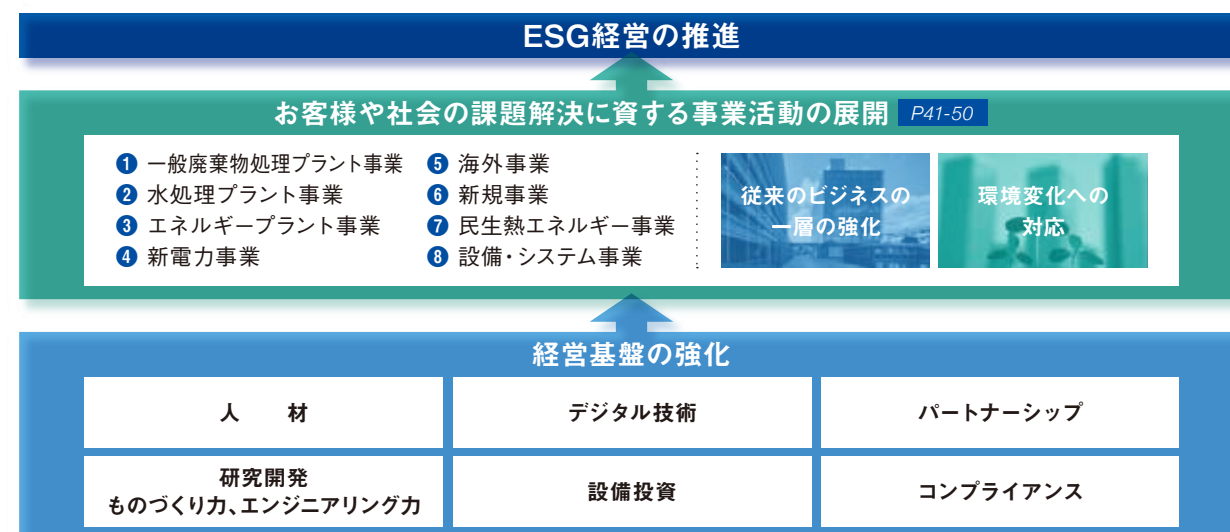 ESG経営の推進
お客様や社会の課題解決に資する事業活動の展開 P41-50
1 一般廃棄物処理プラント事業
2 水処理プラント事業
3 エネルギープラント事業
4 新電力事業
5 海外事業
6 新規事業
7 民生熱エネルギー事業
8 設備・システム事業
従来のビジネスの
一層の強化
環境変化への
対応
経営基盤の強化
人　材
デジタル技術
パートナーシップ
研究開発
ものづくり力、エンジニアリング力
設備投資
コンプライアンス